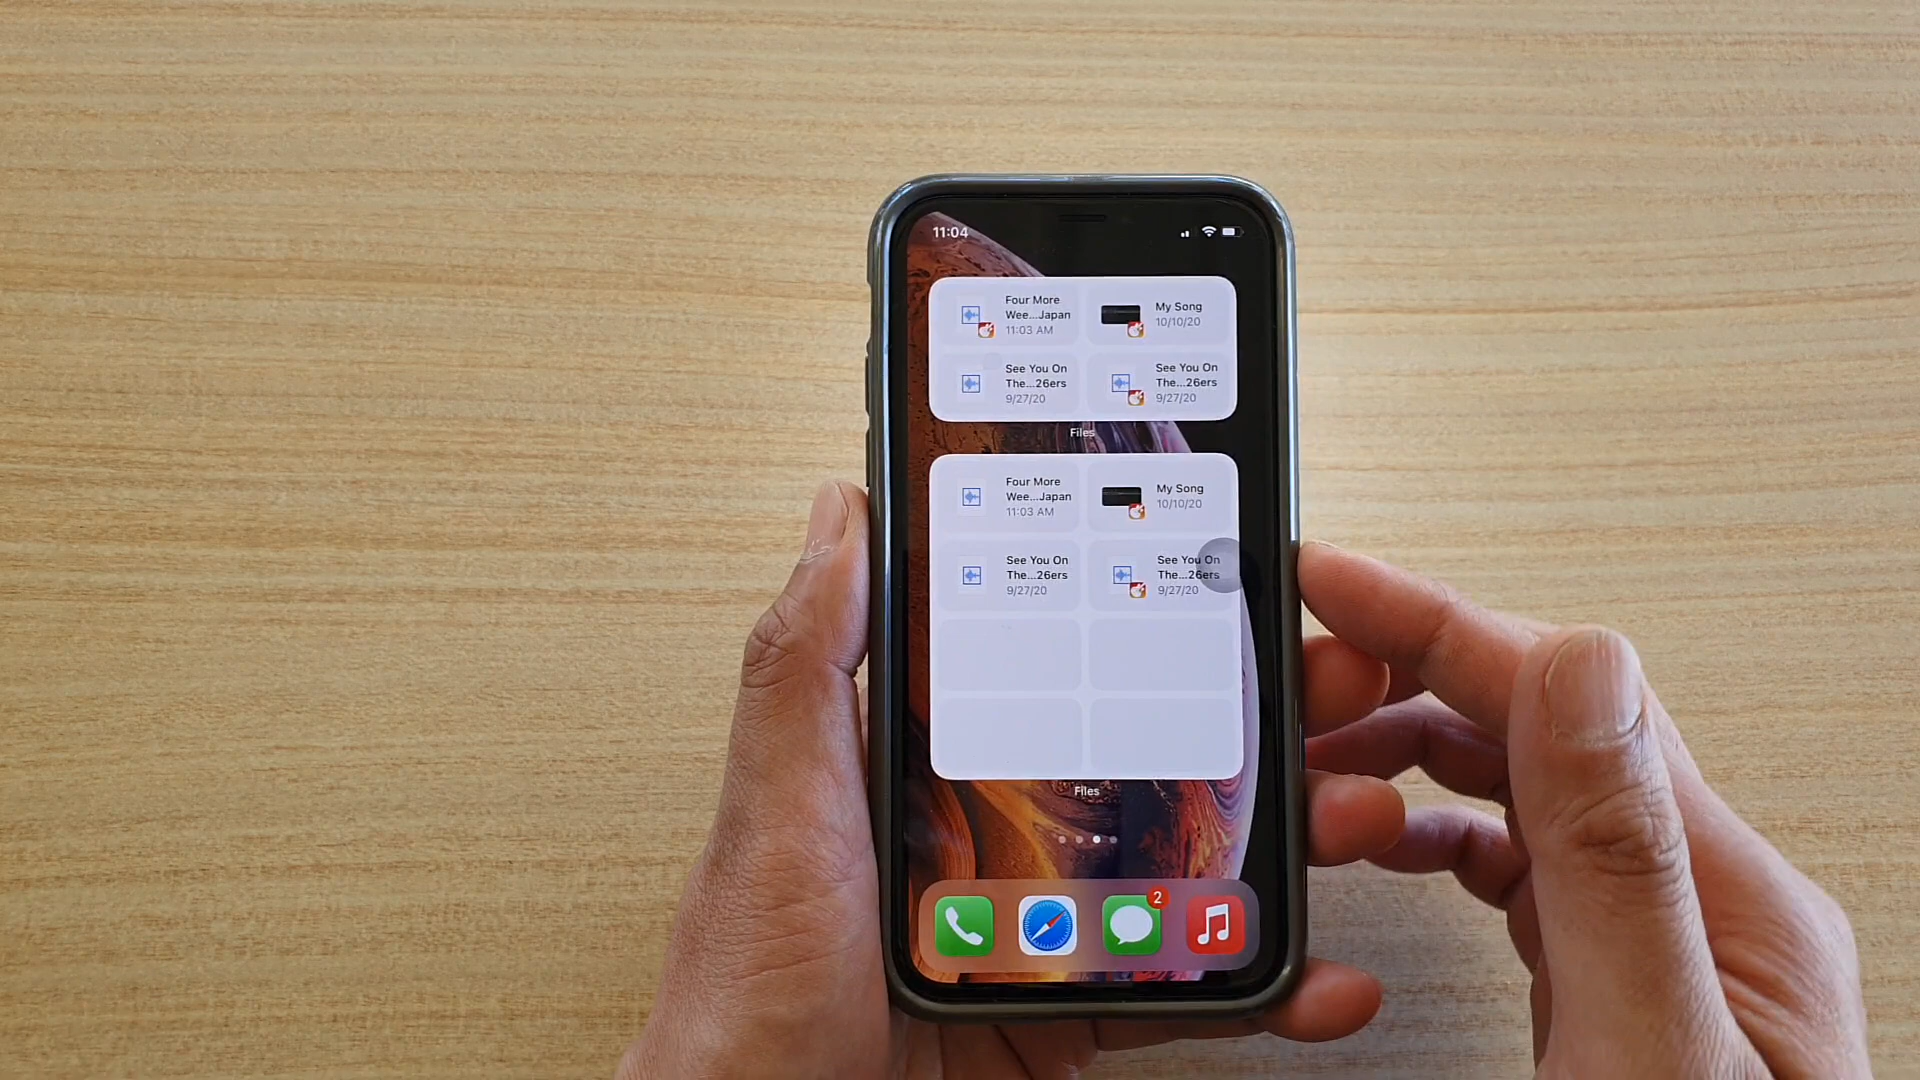 11:04
Four More
Wee...Japan
11:03 AM
My Song
10/10/20
See You On
The...26ers
9/27/20
See You On
The...26ers
9/27/20
Files
Four More
Wee...Japan
11:03 AM
My Song
10/10/20
See You On
The...26ers
9/27/20
See You On
The...26ers
9/27/20
Files
2